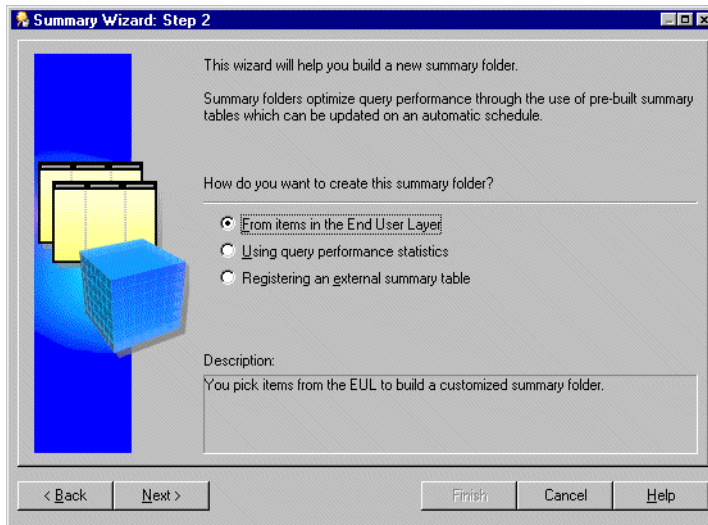 Summary Wizard: Step 2
This wizard will help you build a new summary folder.
Summary folders optimize query performance through the use of pre-built summary
tables which can be updated on an automatic schedule.
How do you want to create this summary folder?
From items in the End User Layer
Using query performance statistics
Registering an external summary table
Description:
You pick items from the EUL to build a customized summary folder.
< Back Next > Finish Cancel Help